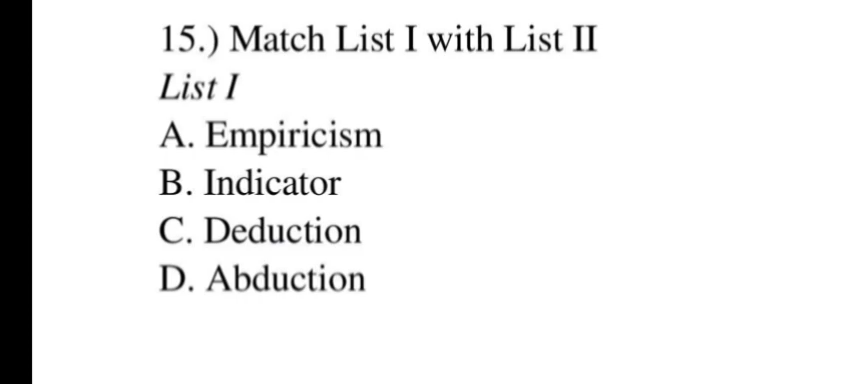 15.) Match List I with List II
List I
A. Empiricism
B. Indicator
C. Deduction
D. Abduction